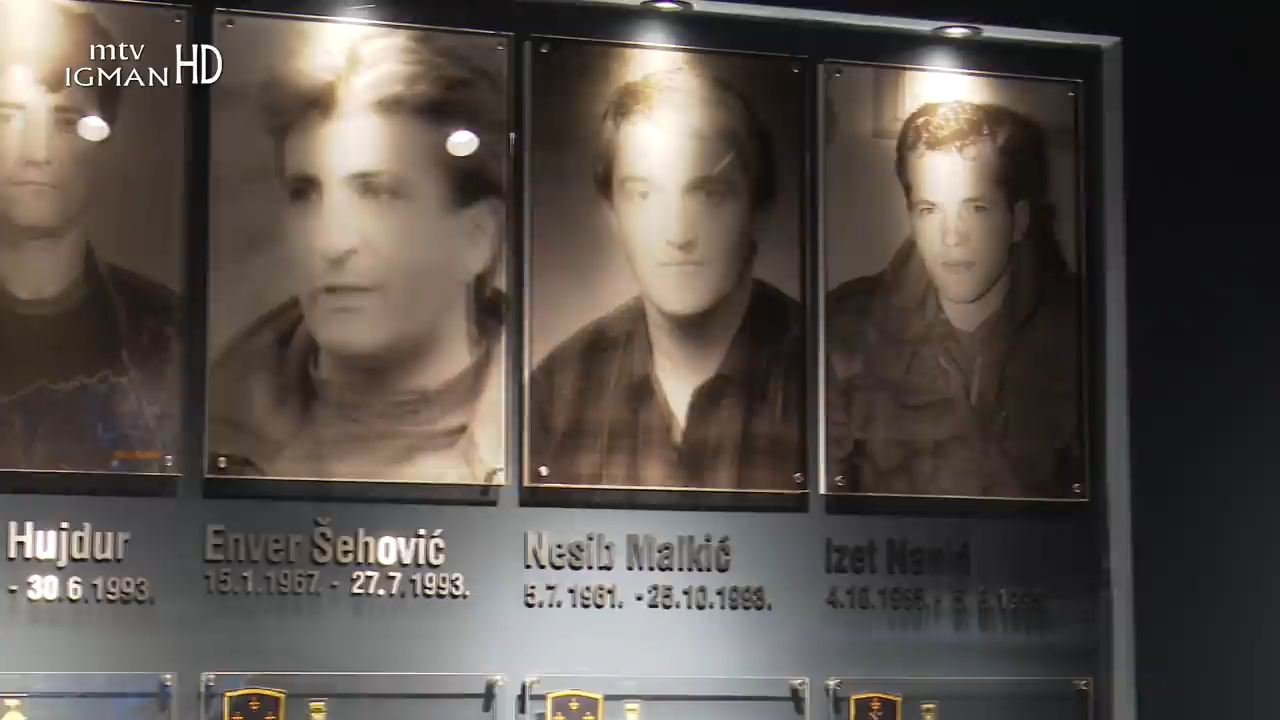 mtv
IGMAN HD
Hujdur
- 30.6.1993.
Enver Šehović
15.1.1967. - 27.7.1993.
Nesib Malkić
5.7.1961. - 25.10.1993.
Izet